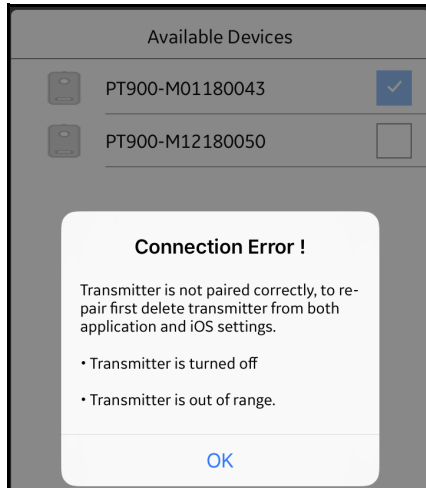 Available Devices
PT900-M01180043
PT900-M12180050
Connection Error !
Transmitter is not paired correctly, to re-
pair first delete transmitter from both
application and iOS settings.
• Transmitter is turned off
• Transmitter is out of range.
OK